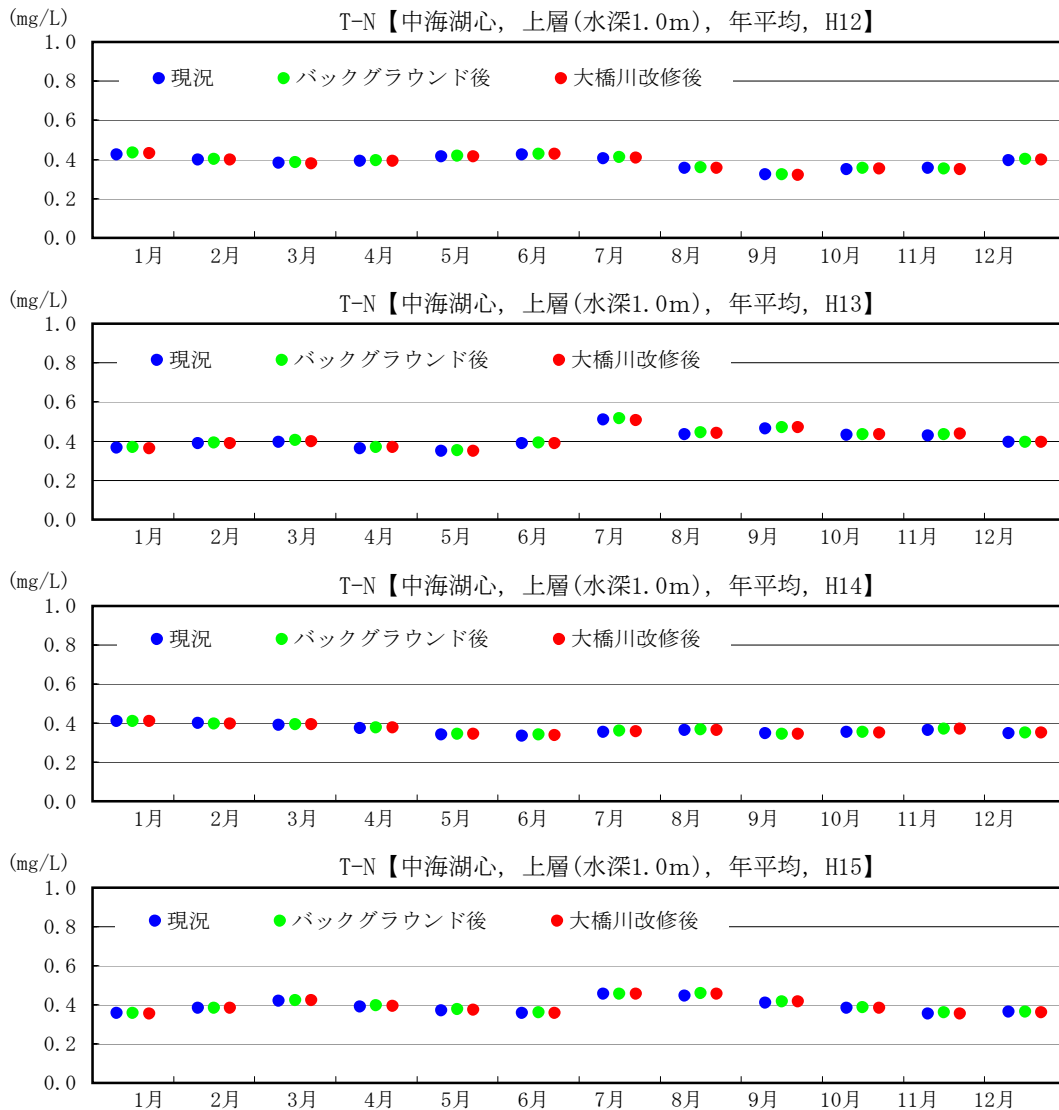 (mg/L)
T-N【中海湖心, 上層(水深1.0m), 年平均, H12】
1.0
0.8
現況 バックグラウンド後 大橋川改修後
0.6
0.4
0.2
0.0
1月 2月 3月 4月 5月 6月 7月 8月 9月 10月 11月 12月
(mg/L)
T-N【中海湖心, 上層(水深1.0m), 年平均, H13】
1.0
0.8
現況 バックグラウンド後 大橋川改修後
0.6
0.4
0.2
0.0
1月 2月 3月 4月 5月 6月 7月 8月 9月 10月 11月 12月
(mg/L)
T-N【中海湖心, 上層(水深1.0m), 年平均, H14】
1.0
0.8
現況 バックグラウンド後 大橋川改修後
0.6
0.4
0.2
0.0
1月 2月 3月 4月 5月 6月 7月 8月 9月 10月 11月 12月
(mg/L)
T-N【中海湖心, 上層(水深1.0m), 年平均, H15】
1.0
0.8
現況 バックグラウンド後 大橋川改修後
0.6
0.4
0.2
0.0
1月 2月 3月 4月 5月 6月 7月 8月 9月 10月 11月 12月